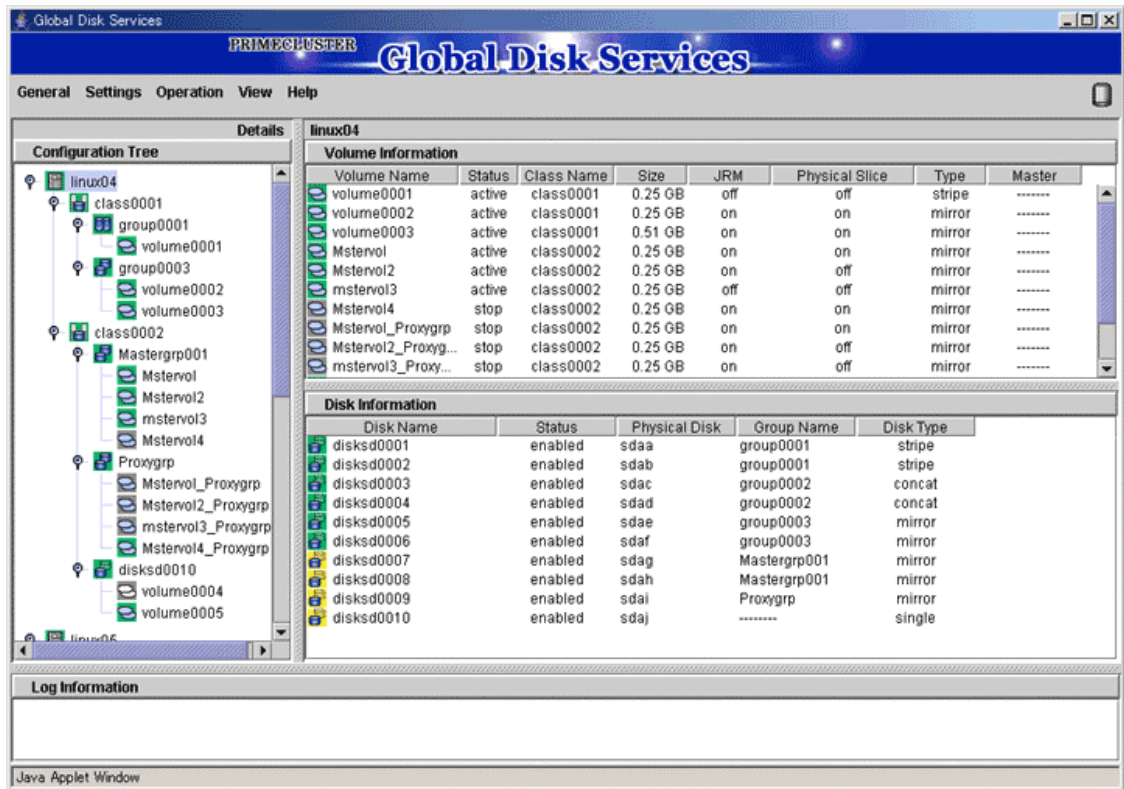 Global Disk Services
PRIMECLUSTER
Global Disk Services
General Settings Operation View Help
Details
Configuration Tree
linux04
class0001
group0001
volume0001
group0003
volume0002
volume0003
class0002
Mastergrp001
Mstervol
Mstervol2
mstervol3
Mstervol4
Proxygrp
Mstervol_Proxygrp
Mstervol2_Proxygrp
mstervol3_Proxygrp
Mstervol4_Proxygrp
disksd0010
volume0004
volume0005
linux04
Volume Information
Volume Name Status Class Name Size JRM Physical Slice Type Master
volume0001 active class0001 0.25 GB off off stripe -------
volume0002 active class0001 0.25 GB on on mirror -------
volume0003 active class0001 0.51 GB on on mirror -------
Mstervol active class0002 0.25 GB on on mirror -------
Mstervol2 active class0002 0.25 GB on off mirror -------
mstervol3 active class0002 0.25 GB off off mirror -------
Mstervol4 stop class0002 0.25 GB on off mirror -------
Mstervol_Proxygrp stop class0002 0.25 GB on on mirror -------
Mstervol2_Proxyg... stop class0002 0.25 GB on off mirror -------
mstervol3_Proxy... stop class0002 0.25 GB on off mirror -------
Disk Information
Disk Name Status Physical Disk Group Name Disk Type
disksd0001 enabled sdaa group0001 stripe
disksd0002 enabled sdab group0001 stripe
disksd0003 enabled sdac group0002 concat
disksd0004 enabled sdad group0002 concat
disksd0005 enabled sdae group0003 mirror
disksd0006 enabled sdaf group0003 mirror
disksd0007 enabled sdag Mastergrp001 mirror
disksd0008 enabled sdah Mastergrp001 mirror
disksd0009 enabled sdai Proxygrp mirror
disksd0010 enabled sdaj -------- single
Log Information
Java Applet Window